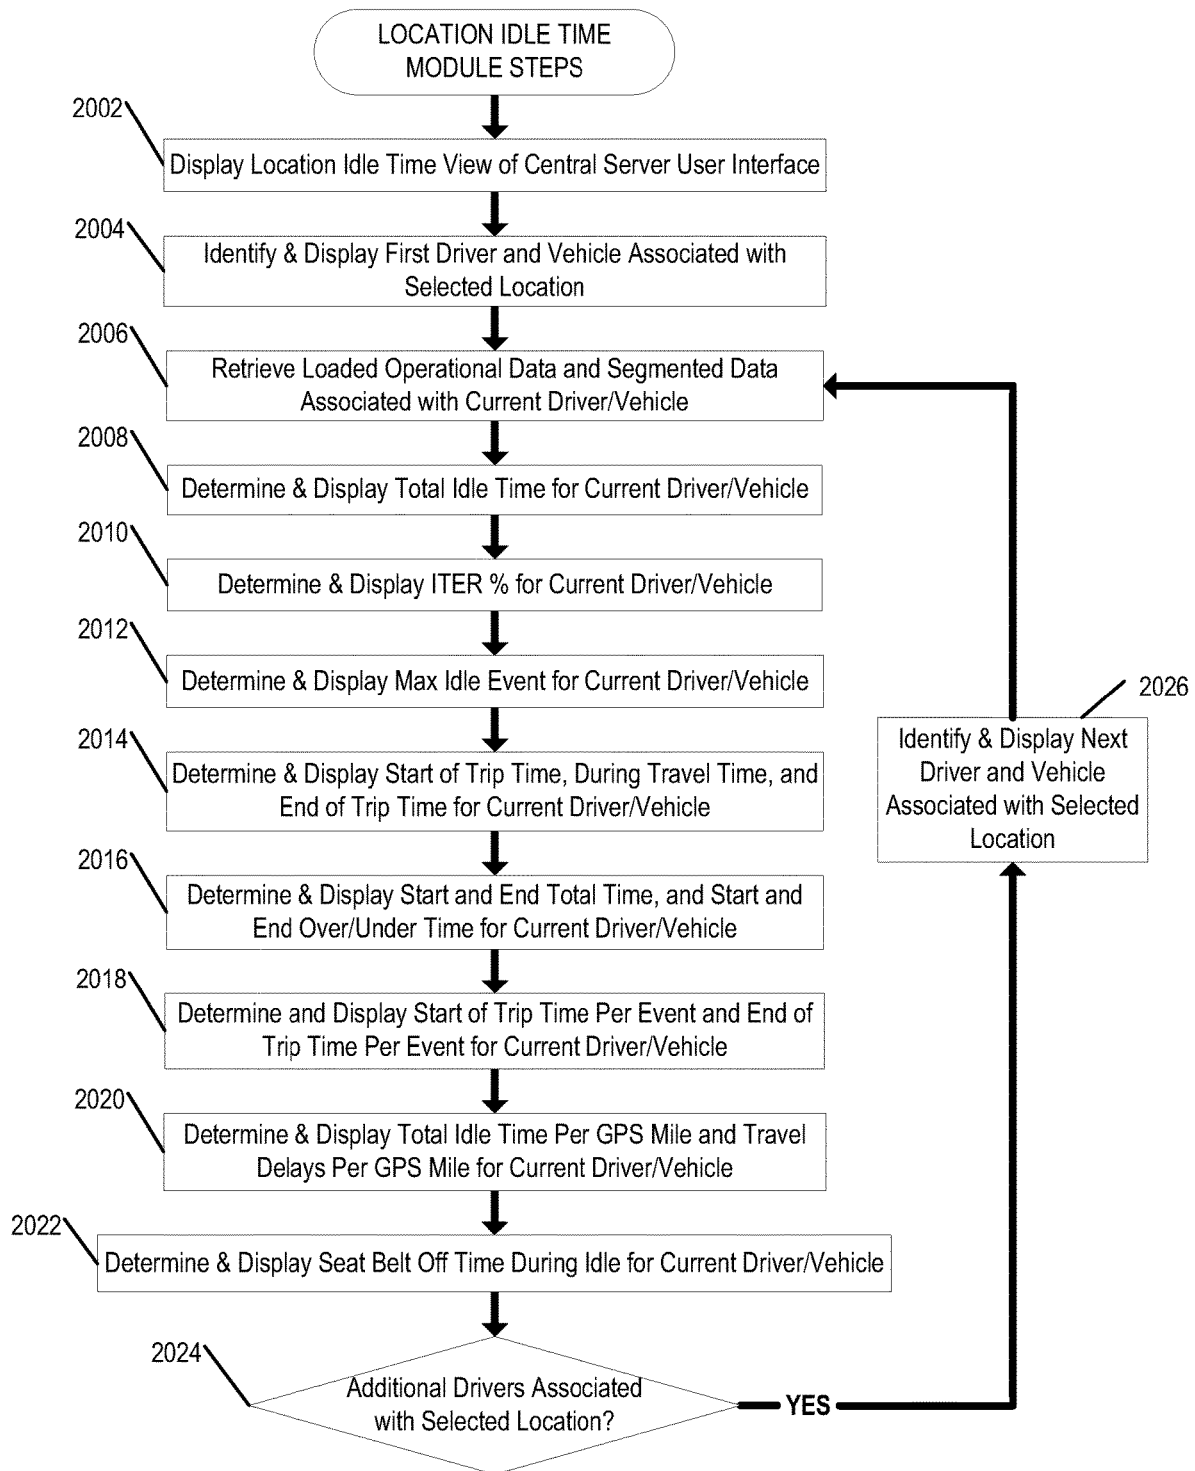 LOCATION IDLE TIME
MODULE STEPS
2002
Display Location Idle Time View of Central Server User Interface
2004
Identify & Display First Driver and Vehicle Associated with
Selected Location
2006
Retrieve Loaded Operational Data and Segmented Data
Associated with Current Driver/Vehicle
2008
Determine & Display Total Idle Time for Current Driver/Vehicle
2010
Determine & Display ITER % for Current Driver/Vehicle
2012
Determine & Display Max Idle Event for Current Driver/Vehicle
2014
Determine & Display Start of Trip Time, During Travel Time, and
End of Trip Time for Current Driver/Vehicle
2016
Determine & Display Start and End Total Time, and Start and
End Over/Under Time for Current Driver/Vehicle
2018
Determine and Display Start of Trip Time Per Event and End of
Trip Time Per Event for Current Driver/Vehicle
2020
Determine & Display Total Idle Time Per GPS Mile and Travel
Delays Per GPS Mile for Current Driver/Vehicle
2022
Determine & Display Seat Belt Off Time During Idle for Current Driver/Vehicle
2024
Additional Drivers Associated
with Selected Location?
YES
2026
Identify & Display Next
Driver and Vehicle
Associated with Selected
Location